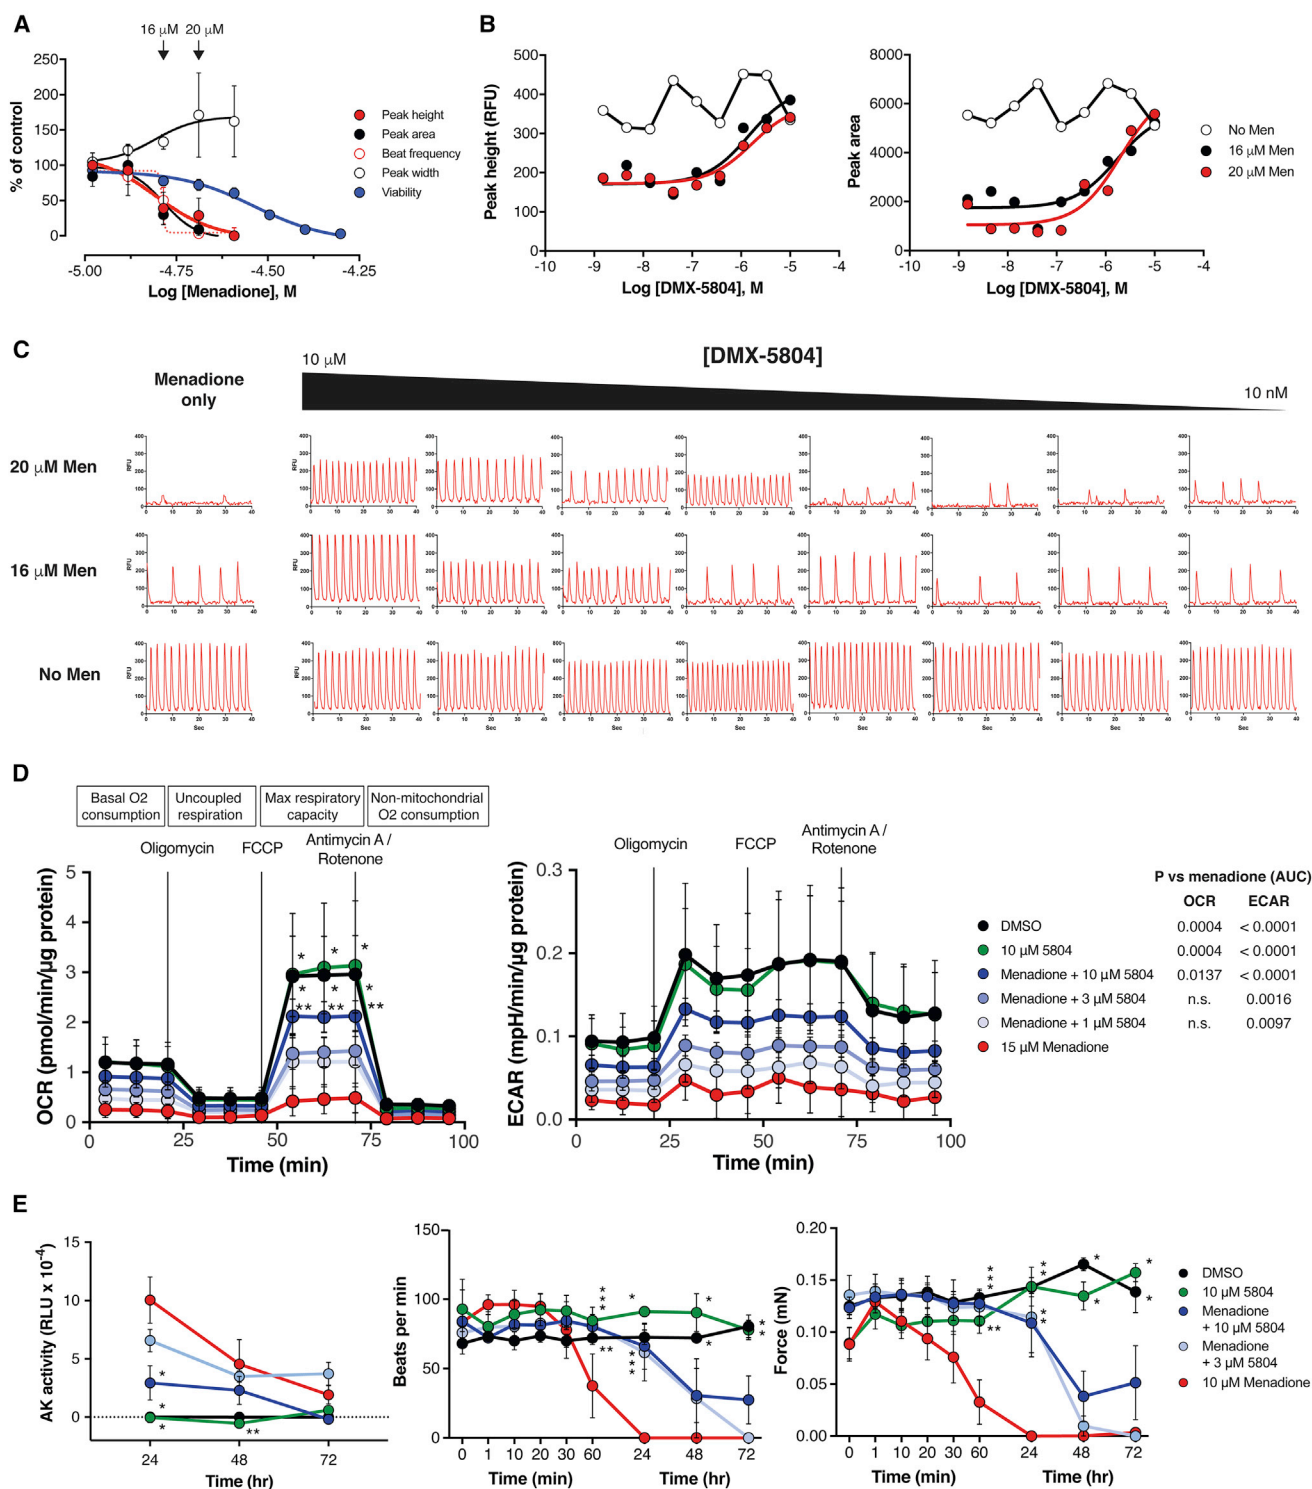 A
16 μM
20 μM
% of control
250
200
150
100
50
0
-5.00
-4.75
-4.50
-4.25
Log [Menadione], M
Peak height
Peak area
Beat frequency
Peak width
Viability
B
Peak height (RFU)
500
400
300
200
100
0
-10
-9
-8
-7
-6
-5
-4
Log [DMX-5804], M
Peak area
8000
6000
4000
2000
0
-10
-9
-8
-7
-6
-5
-4
Log [DMX-5804], M
No Men
16 μM Men
20 μM Men
C
[DMX-5804]
10 μM
10 nM
Menadione
only
20 μM Men
16 μM Men
No Men
D
Basal O2
consumption
Uncoupled
respiration
Max respiratory
capacity
Non-mitochondrial
O2 consumption
Oligomycin
FCCP
Antimycin A /
Rotenone
OCR (pmol/min/μg protein)
5
4
3
2
1
0
0
25
50
75
100
Time (min)
Oligomycin
FCCP
Antimycin A /
Rotenone
ECAR (mpH/min/μg protein)
0.3
0.2
0.1
0.0
0
25
50
75
100
Time (min)
P vs menadione (AUC)
OCR ECAR
DMSO 0.0004 < 0.0001
10 μM 5804 0.0004 < 0.0001
Menadione + 10 μM 5804 0.0137 < 0.0001
Menadione + 3 μM 5804 n.s. 0.0016
Menadione + 1 μM 5804 n.s. 0.0097
15 μM Menadione
E
AK activity (RLU x 10⁻⁴)
15
10
5
0
24
48
72
Time (hr)
Beats per min
150
100
50
0
0
1
10
20
30
60
24
48
72
Time (min)
Time (hr)
Force (mN)
0.20
0.15
0.10
0.05
0.00
0
1
10
20
30
60
24
48
72
Time (min)
Time (hr)
DMSO
10 μM 5804
Menadione
+ 10 μM 5804
Menadione
+ 3 μM 5804
10 μM Menadione